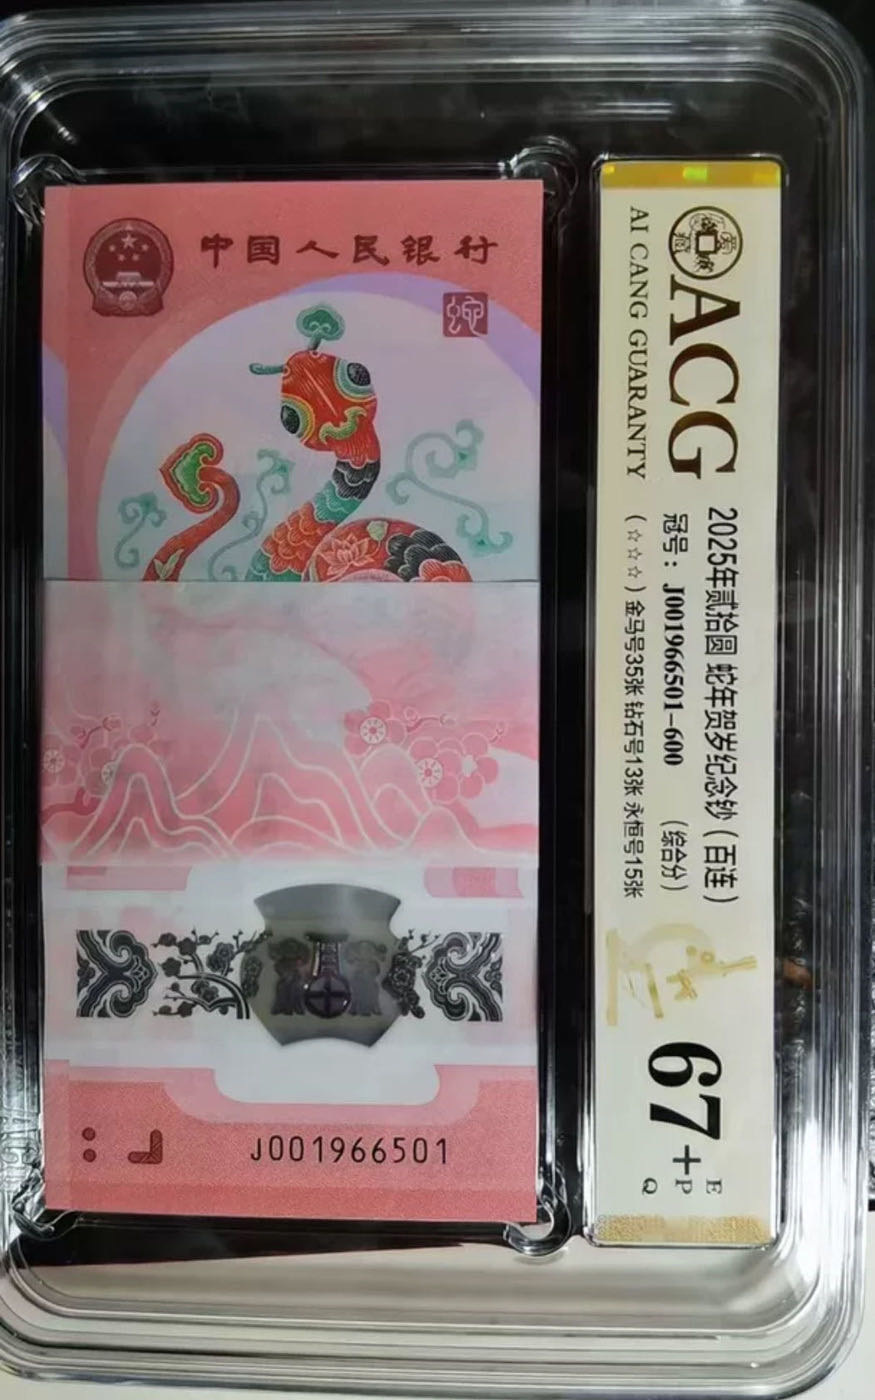 中国人民银行
蛇
J001966501
ACG
AI CANG GUARANTY
2025年贰拾圆 蛇年贺岁纪念钞（百连）
冠号：J001966501-600 （综合分）
（☆☆☆）金马号35张 钻石号13张 永恒号15张
67+
E
P
Q